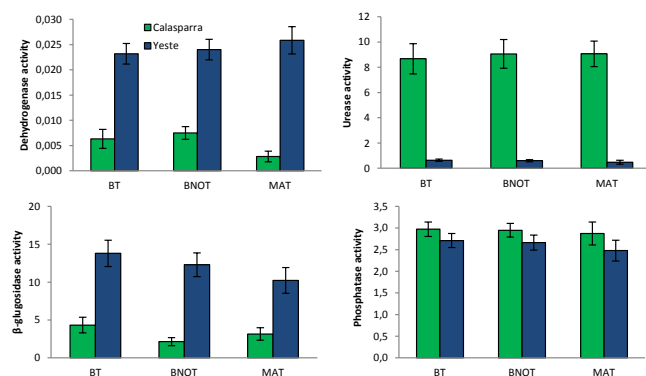 Dehydrogenase activity
0,030
0,025
0,020
0,015
0,010
0,005
0,000
Calasparra
Yeste
BT
BNOT
MAT
Urease activity
12
10
8
6
4
2
0
BT
BNOT
MAT
β-glugosidase activity
20
15
10
5
0
BT
BNOT
MAT
Phosphatase activity
3,5
3,0
2,5
2,0
1,5
1,0
0,5
0,0
BT
BNOT
MAT